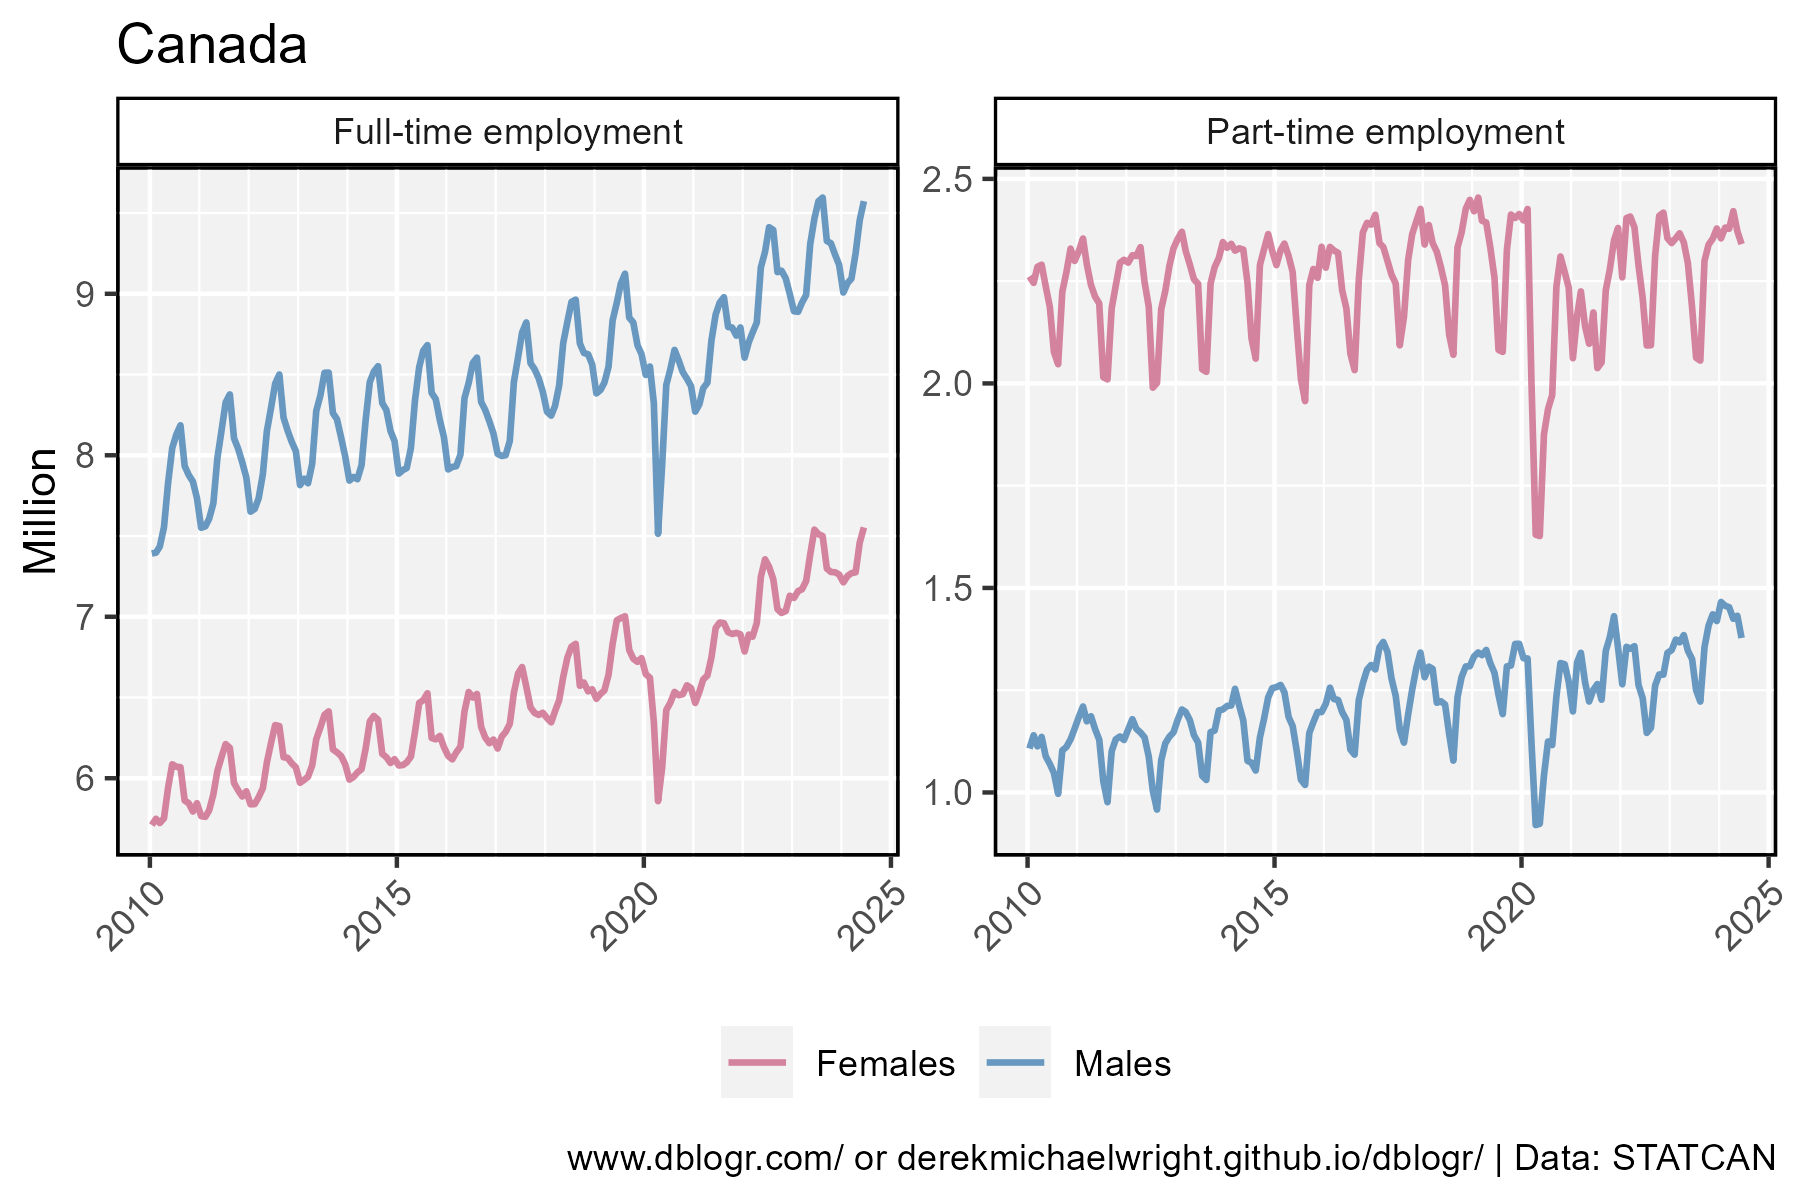 Canada
Full-time employment
Part-time employment
Million
9
8
7
6
2.5
2.0
1.5
1.0
2010
2015
2020
2025
2010
2015
2020
2025
Females
Males
www.dblogr.com/ or derekmichaelwright.github.io/dblogr/ | Data: STATCAN